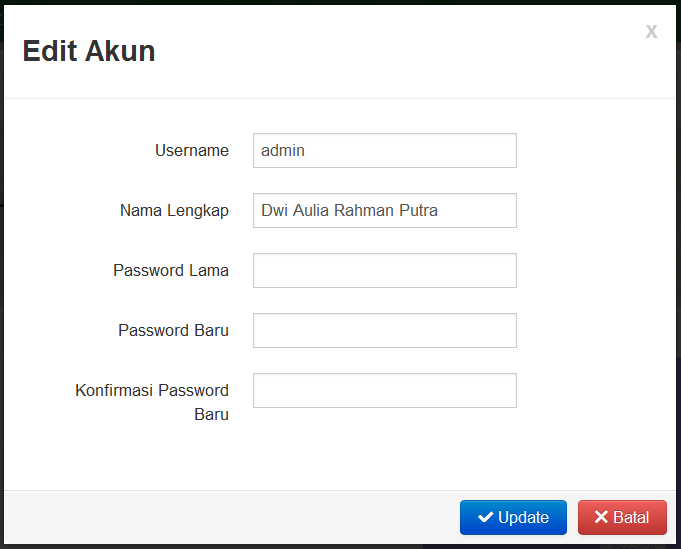 Edit Akun
x
Username
admin
Nama Lengkap
Dwi Aulia Rahman Putra
Password Lama
Password Baru
Konfirmasi Password
Baru
Update
Batal